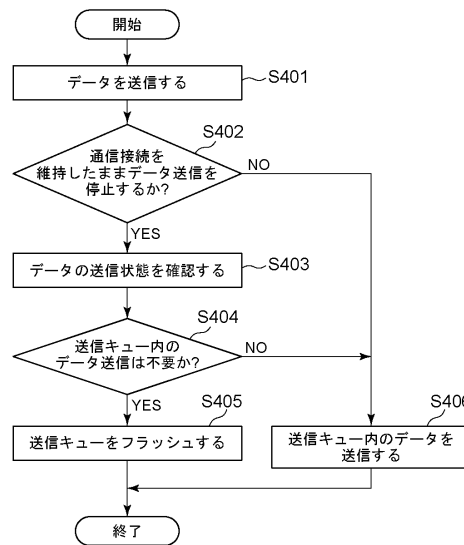 開始
データを送信する
S401
S402
通信接続を
維持したままデータ送信を
停止するか?
NO
YES
データの送信状態を確認する
S403
S404
送信キュー内の
データ送信は不要か?
NO
YES
S405
送信キューをフラッシュする
S406
送信キュー内のデータを
送信する
終了